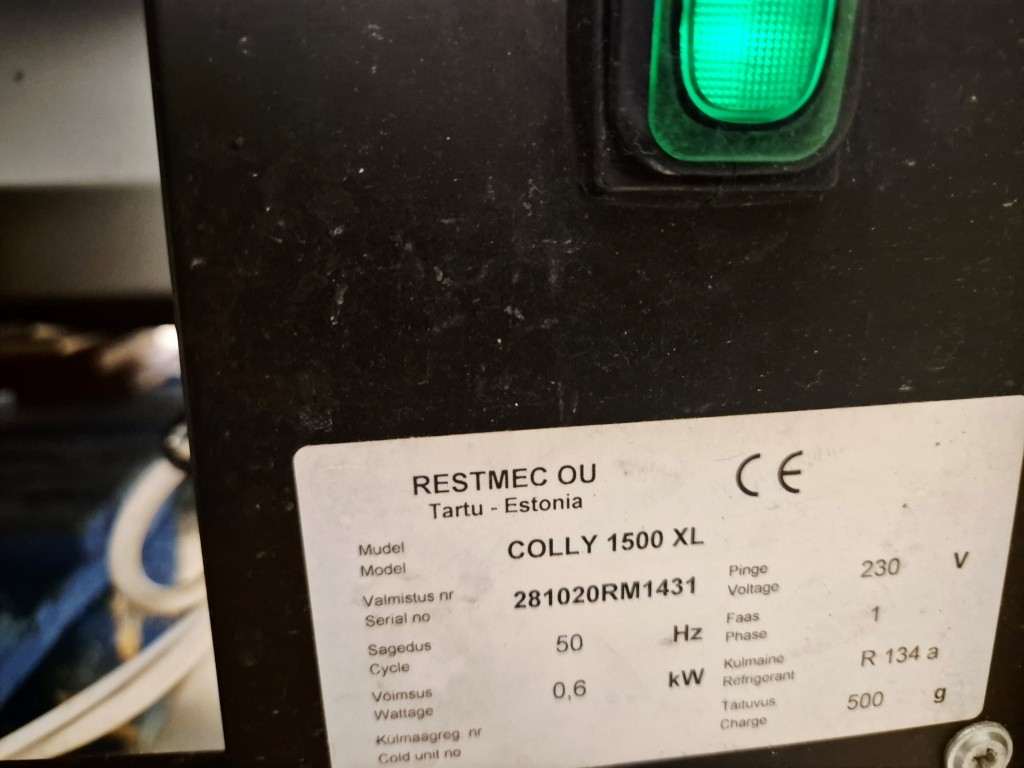 RESTMEC OU
Tartu - Estonia
CE
Mudel
Model
COLLY 1500 XL
Valmistus nr
Serial no
281020RM1431
Pinge
Voltage
230 V
Sagedus
Cycle
50 Hz
Faas
Phase
1
Võimsus
Wattage
0,6 kW
Kulmaine
Refrigerant
R 134 a
Kulmaagreg. nr
Cold unit no
Taituvus
Charge
500 g